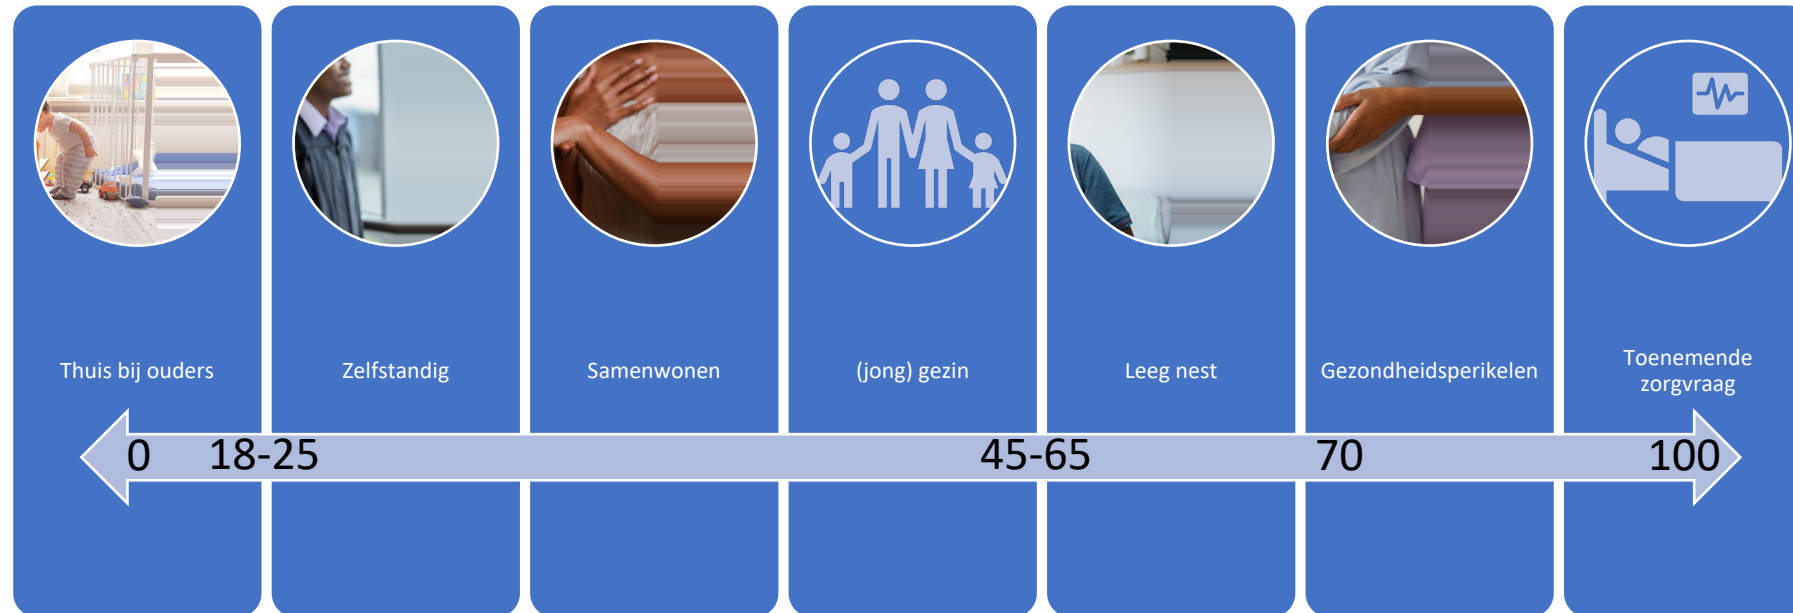 Thuis bij ouders
Zelfstandig
Samenwonen
(jong) gezin
Leeg nest
Gezondheidsperikelen
Toenemende
zorgvraag
0
18-25
45-65
70
100